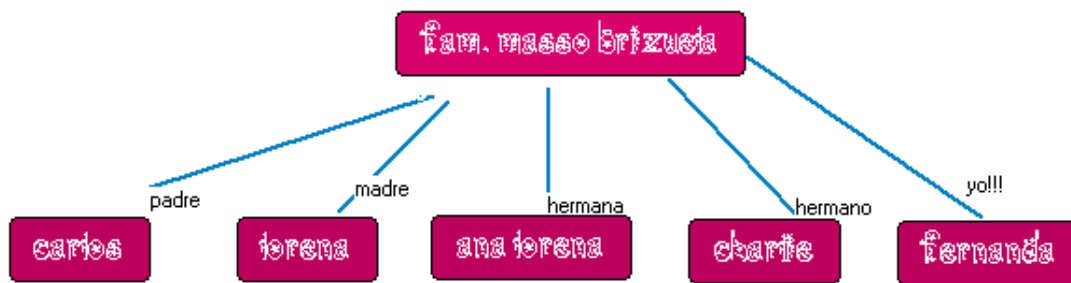 fam. masso brizuela
padre
madre
hermana
hermano
yo!!!
carlos
lorena
ana lorena
charlie
fernanda